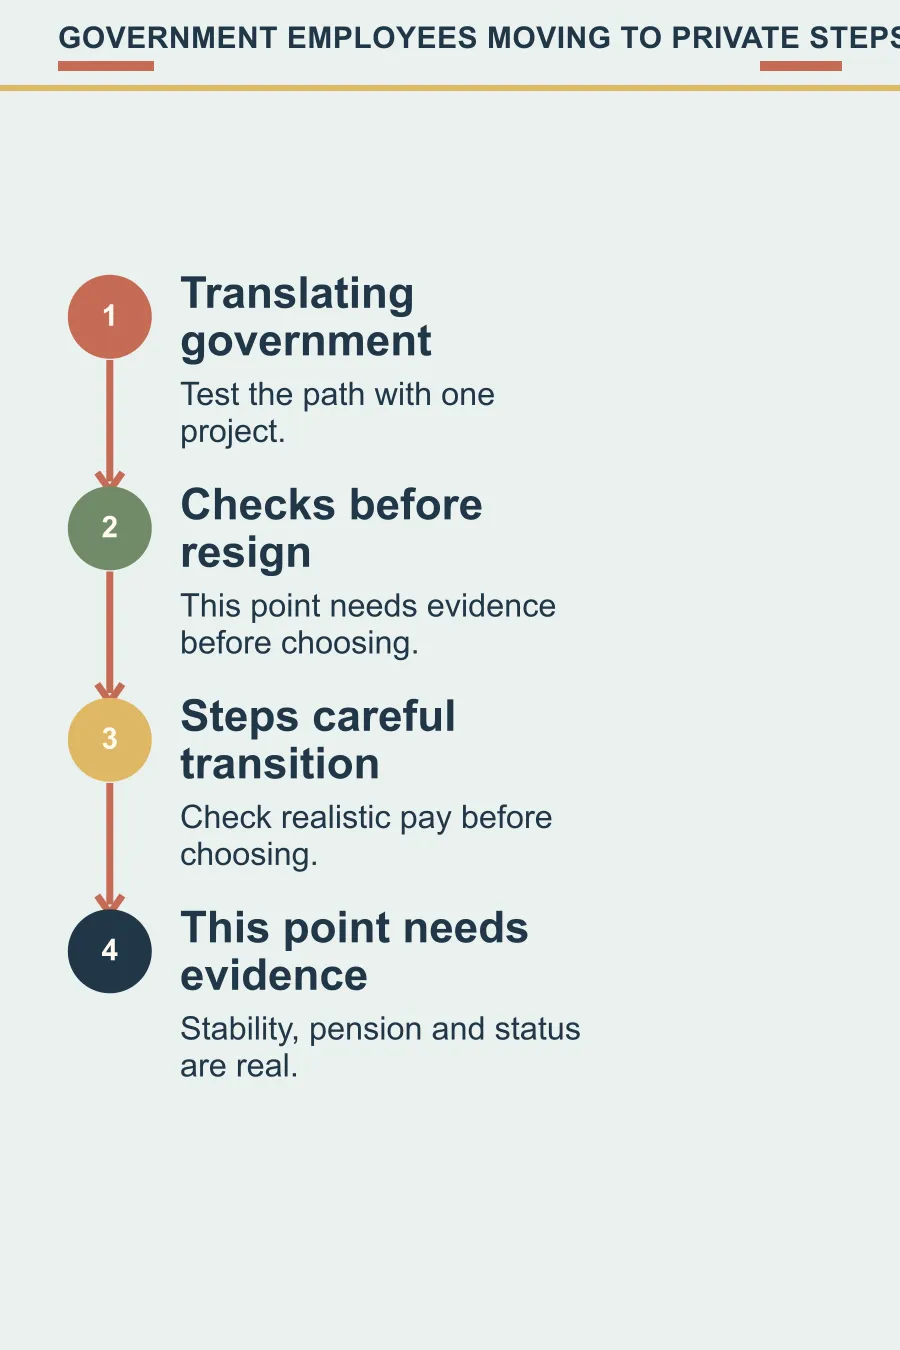 GOVERNMENT EMPLOYEES MOVING TO PRIVATE STEPS
1
Translating
government
Test the path with one
project.
2
Checks before
resign
This point needs evidence
before choosing.
3
Steps careful
transition
Check realistic pay before
choosing.
4
This point needs
evidence
Stability, pension and status
are real.